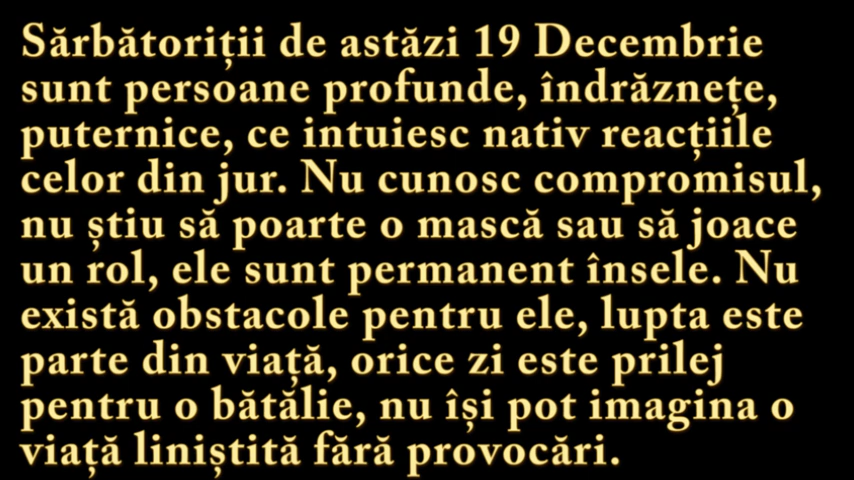 Sărbătoriții de astăzi 19 Decembrie
sunt persoane profunde, îndrăznețe,
puternice, ce intuiesc nativ reacțiile
celor din jur. Nu cunosc compromisul,
nu știu să poarte o mască sau să joace
un rol, ele sunt permanent însele. Nu
există obstacole pentru ele, lupta este
parte din viață, orice zi este prilej
pentru o bătălie, nu își pot imagina o
viață liniștită fără provocări.